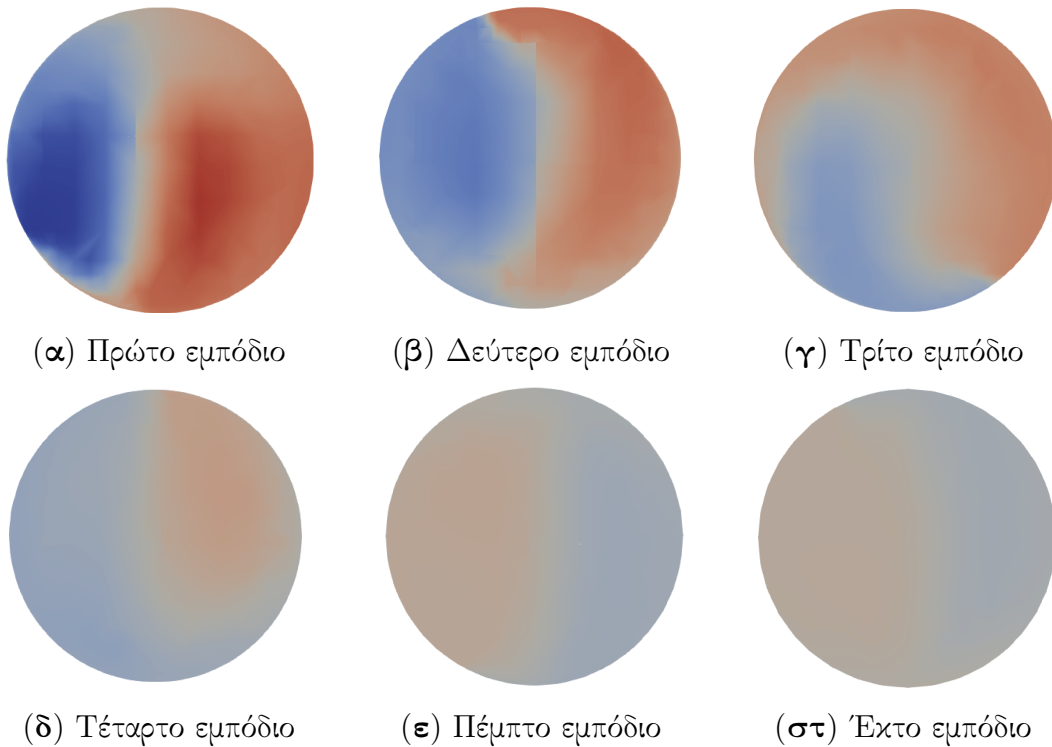 (α) Πρώτο εμπόδιο
(β) Δεύτερο εμπόδιο
(γ) Τρίτο εμπόδιο
(δ) Τέταρτο εμπόδιο
(ε) Πέμπτο εμπόδιο
(στ) Έκτο εμπόδιο